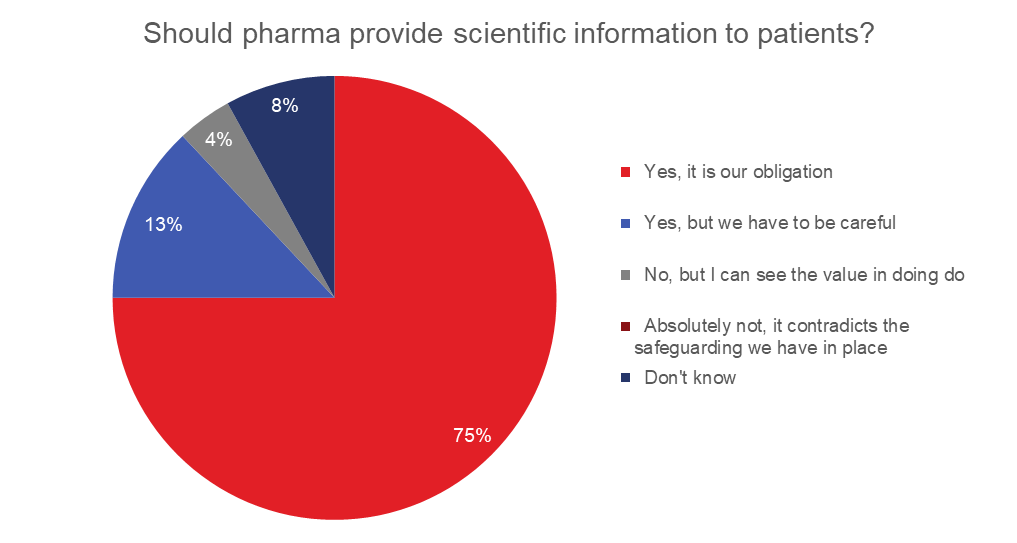 Should pharma provide scientific information to patients?
8%
4%
13%
75%
Yes, it is our obligation
Yes, but we have to be careful
No, but I can see the value in doing do
Absolutely not, it contradicts the
safeguarding we have in place
Don't know